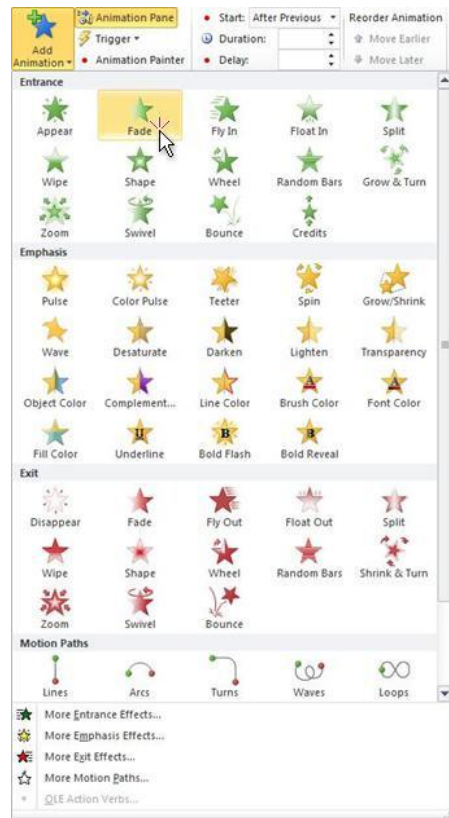 Add Animation
Animation Pane
Trigger
Animation Painter
Start: After Previous
Duration:
Delay:
Reorder Animation
Move Earlier
Move Later
Entrance
Appear Fade Fly In Float In Split
Wipe Shape Wheel Random Bars Grow & Turn
Zoom Swivel Bounce Credits
Emphasis
Pulse Color Pulse Teeter Spin Grow/Shrink
Wave Desaturate Darken Lighten Transparency
Object Color Complement... Line Color Brush Color Font Color
Fill Color Underline Bold Flash Bold Reveal
Exit
Disappear Fade Fly Out Float Out Split
Wipe Shape Wheel Random Bars Shrink & Turn
Zoom Swivel Bounce
Motion Paths
Lines Arcs Turns Waves Loops
More Entrance Effects...
More Emphasis Effects...
More Exit Effects...
More Motion Paths...
OLE Action Verbs...